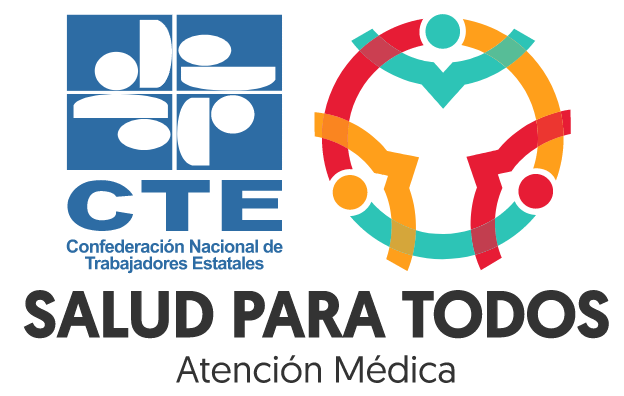 CTE
Confederación Nacional de
Trabajadores Estatales
SALUD PARA TODOS
Atención Médica